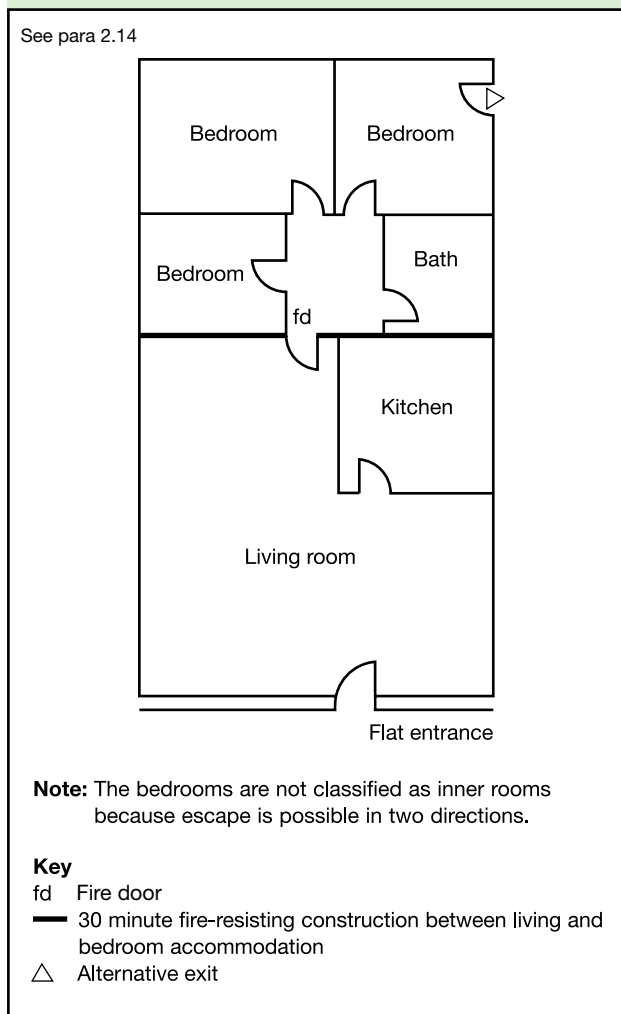 See para 2.14
Bedroom
Bedroom
Bedroom
Bath
fd
Kitchen
Living room
Flat entrance
Note: The bedrooms are not classified as inner rooms
because escape is possible in two directions.
Key
fd Fire door
30 minute fire-resisting construction between living and
bedroom accommodation
Alternative exit